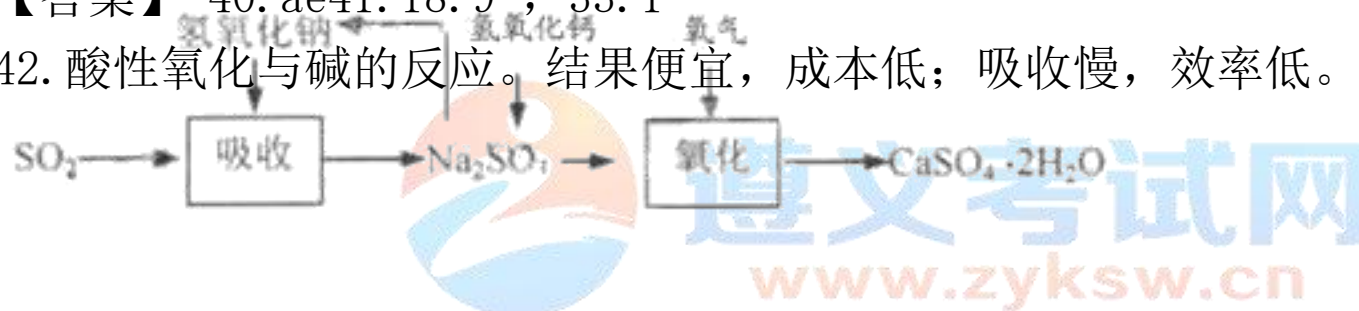 【答案】 40.ae41.18.9 ，33.1
氢氧化钠 氢氧化钙 氧气
42.酸性氧化与碱的反应。结果便宜，成本低；吸收慢，效率低。
SO₂ 吸收 Na₂SO₃ 氧化 CaSO₄·2H₂O
遵义考试网
www.zyksw.cn